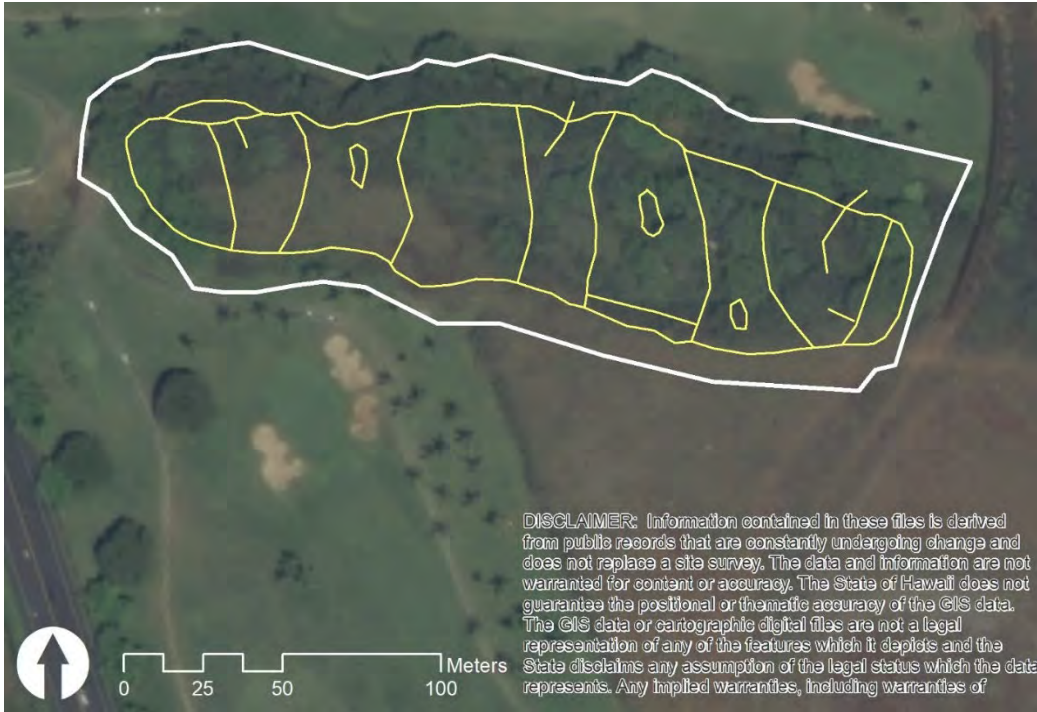 DISCLAIMER: Information contained in these files is derived
from public records that are constantly undergoing change and
does not replace a site survey. The data and information are not
warranted for content or accuracy. The State of Hawaii does not
guarantee the positional or thematic accuracy of the GIS data.
The GIS data or cartographic digital files are not a legal
representation of any of the features which it depicts and the
State disclaims any assumption of the legal status which the data
represents. Any implied warranties, including warranties of
Meters
0 25 50 100